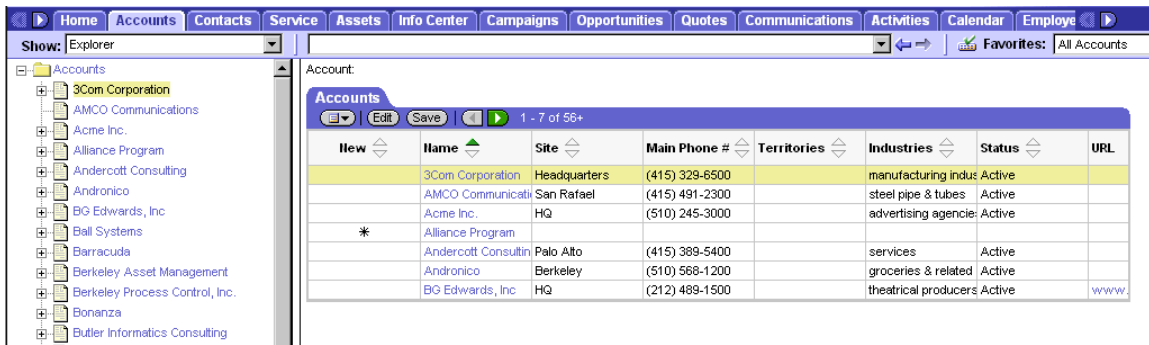 Home Accounts Contacts Service Assets Info Center Campaigns Opportunities Quotes Communications Activities Calendar Employe
Show: Explorer Favorites: All Accounts
Accounts
3Com Corporation
AMCO Communications
Acme Inc.
Alliance Program
Andercott Consulting
Andronico
BG Edwards, Inc
Ball Systems
Barracuda
Berkeley Asset Management
Berkeley Process Control, Inc.
Bonanza
Butler Informatics Consulting
Account:
Accounts
Edit Save 1 - 7 of 56+
New Name Site Main Phone # Territories Industries Status URL
3Com Corporation Headquarters (415) 329-6500 manufacturing indus Active
AMCO Communicati San Rafael (415) 491-2300 steel pipe & tubes Active
Acme Inc. HQ (510) 245-3000 advertising agencie Active
* Alliance Program
Andercott Consultin Palo Alto (415) 389-5400 services Active
Andronico Berkeley (510) 568-1200 groceries & related Active
BG Edwards, Inc HQ (212) 489-1500 theatrical producers Active www.